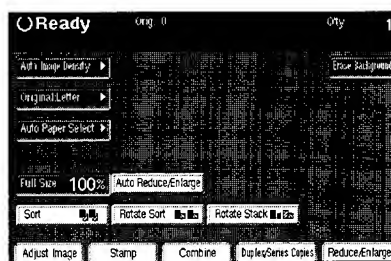 Ready Orig. 0 Qty. 1
Auto Image Density
Erase Background
Original:Letter
Auto Paper Select
Full Size 100% Auto Reduce/Enlarge
Sort Rotate Sort Rotate Stack
Adjust Image Stamp Combine Duplex/Series Copies Reduce/Enlarge